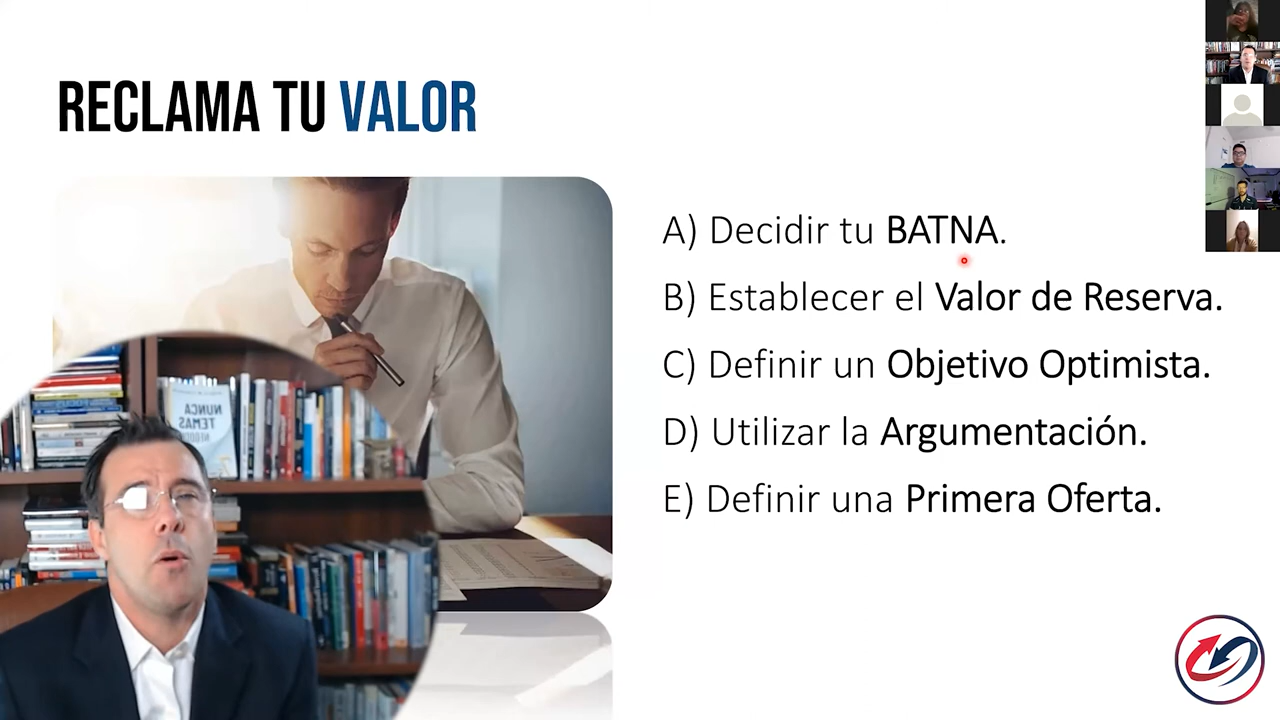 RECLAMA TU VALOR
A) Decidir tu BATNA.
B) Establecer el Valor de Reserva.
C) Definir un Objetivo Optimista.
D) Utilizar la Argumentación.
E) Definir una Primera Oferta.
NUNCA
TEMAS